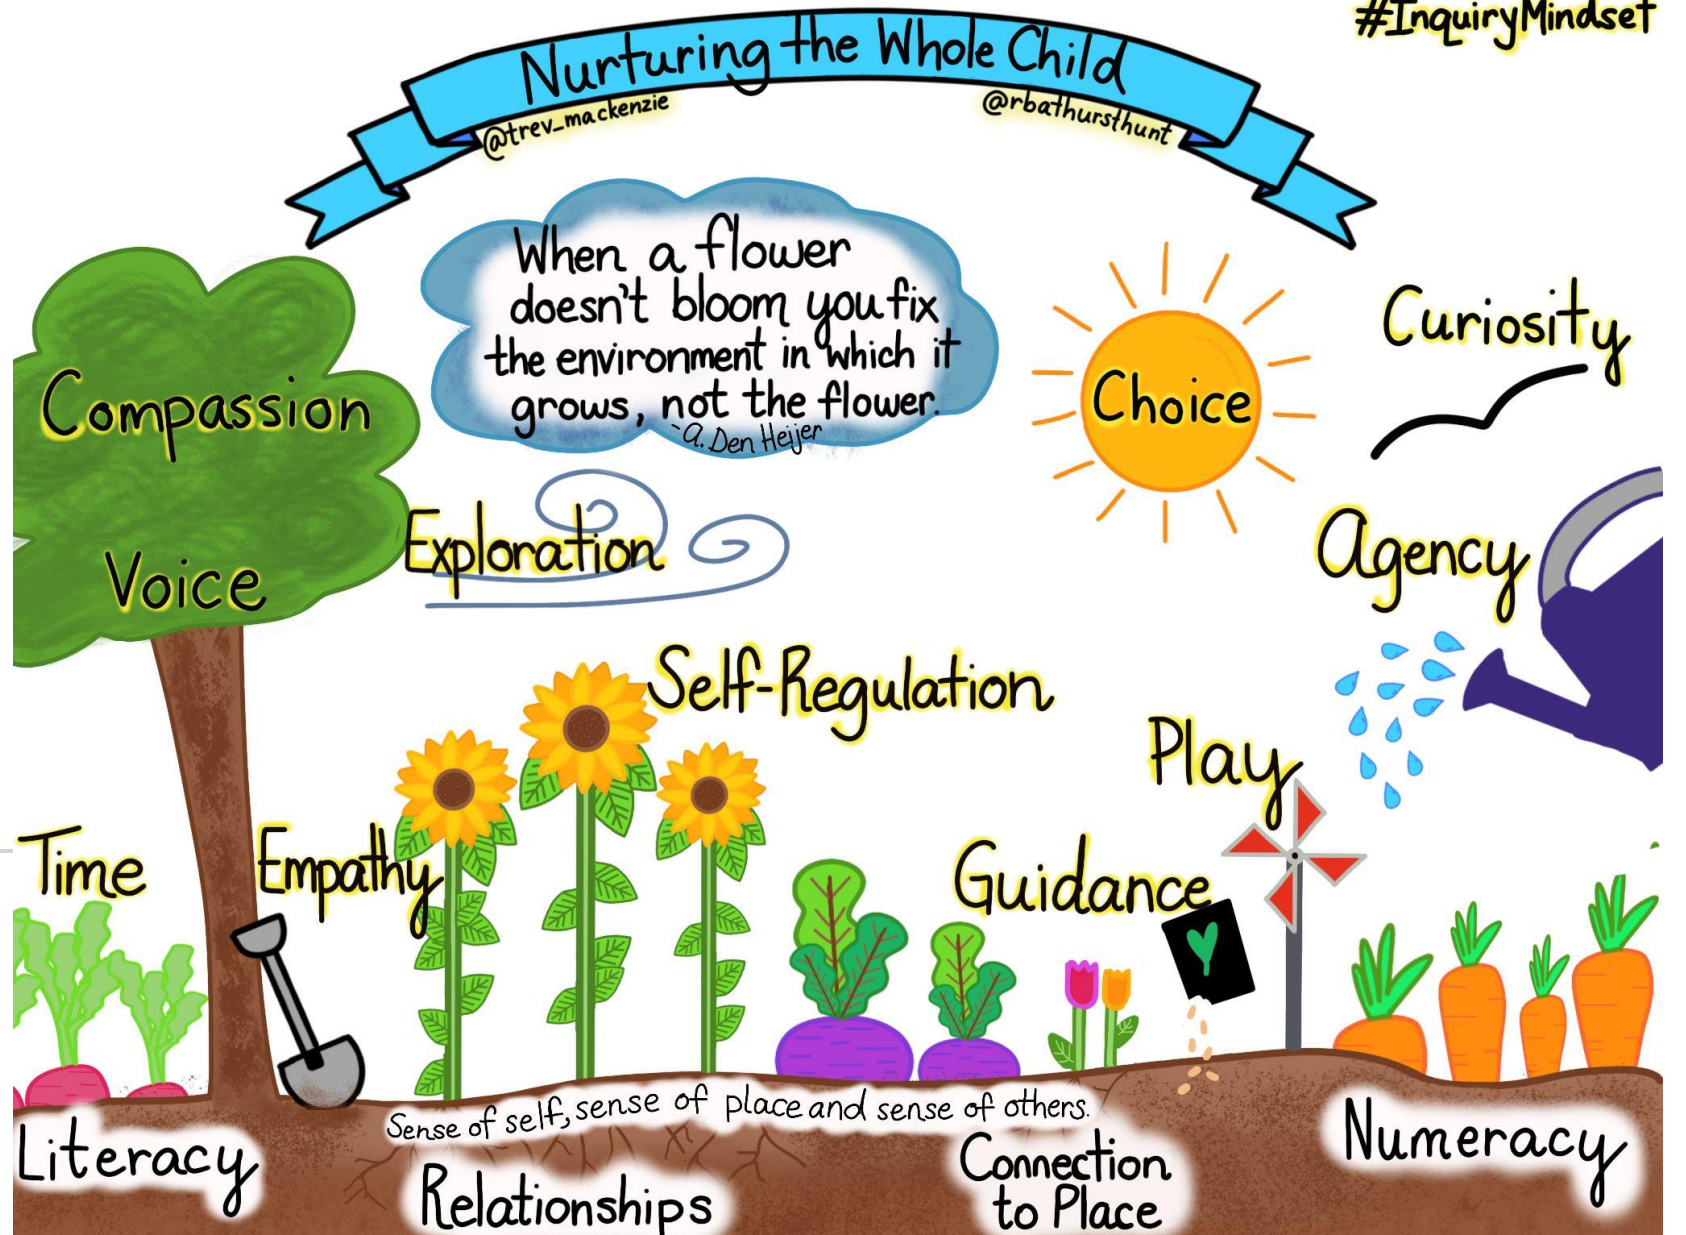 #InquiryMindset
Nurturing the Whole Child
@trev_mackenzie
@rbathursthunt
When a flower
doesn't bloom you fix
the environment in which it
grows, not the flower.
-A. Den Heijer
Choice
Curiosity
Compassion
Voice
Exploration
Agency
Self-Regulation
Play
Time
Empathy
Guidance
Sense of self, sense of place and sense of others.
Literacy
Relationships
Connection
to Place
Numeracy